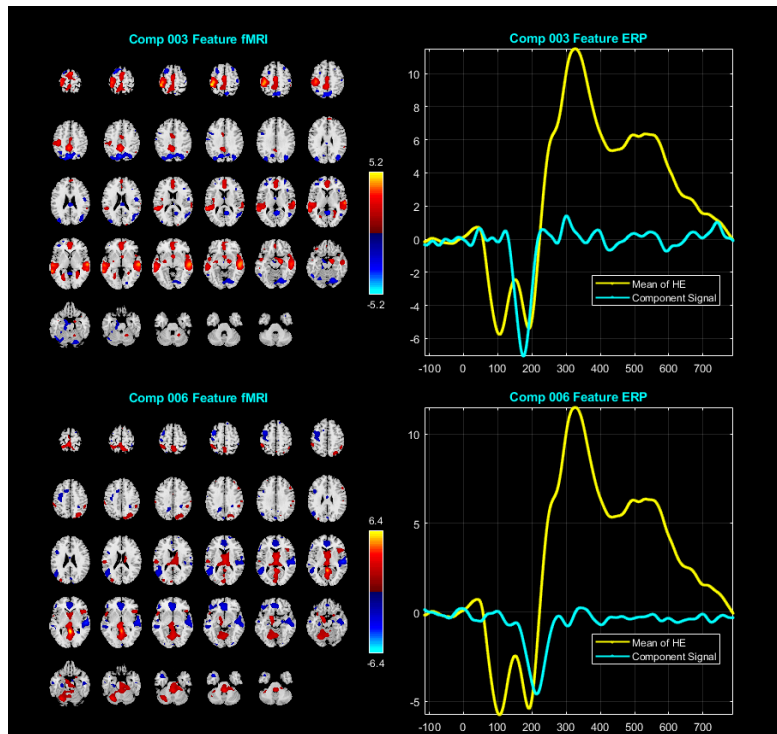 Comp 003 Feature fMRI
5.2
-5.2
Comp 003 Feature ERP
10
8
6
4
2
0
-2
-4
-6
Mean of HE
Component Signal
-100 0 100 200 300 400 500 600 700
Comp 006 Feature fMRI
6.4
-6.4
Comp 006 Feature ERP
10
5
0
-5
Mean of HE
Component Signal
-100 0 100 200 300 400 500 600 700